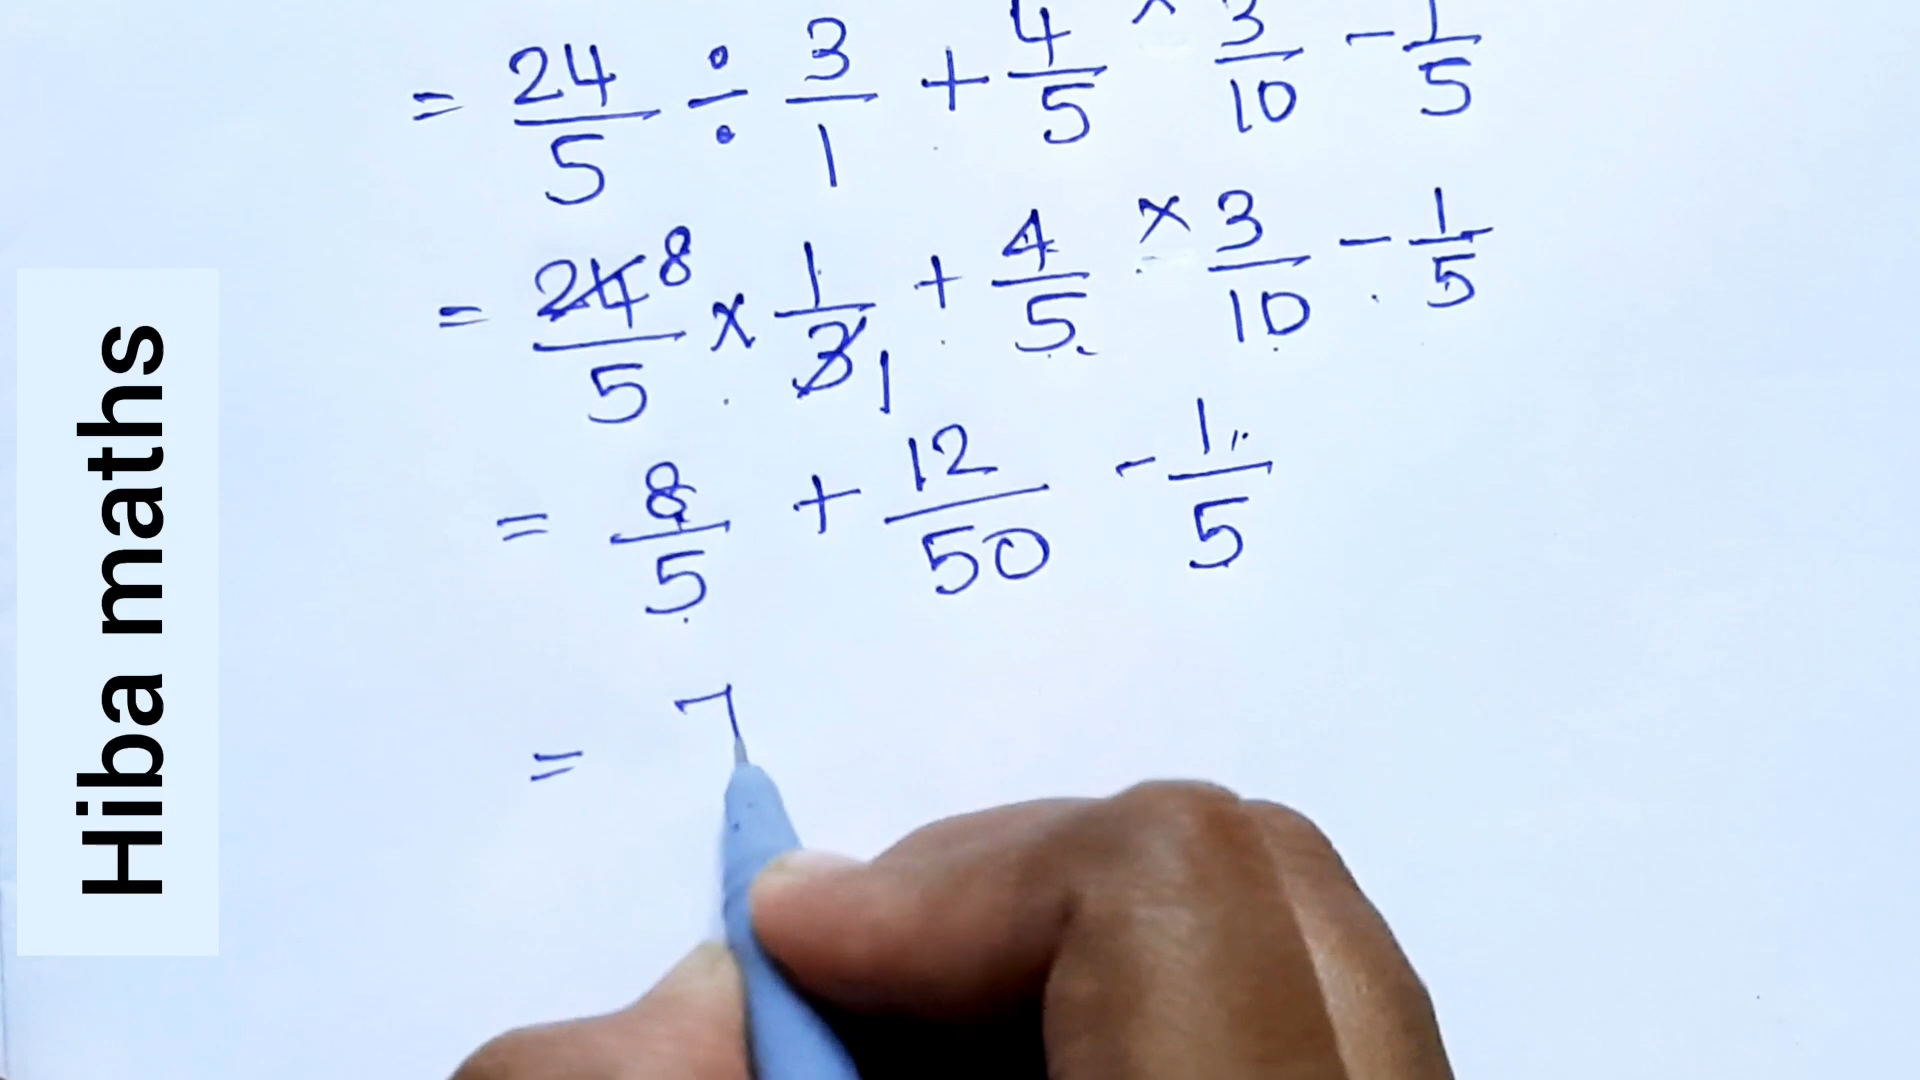 = 24/5 ÷ 3/1 + 4/5 × 3/10 - 1/5
= 24 8/5 × 1/3 1 + 4/5 × 3/10 - 1/5
= 8/5 + 12/50 - 1/5
= 7
Hiba maths